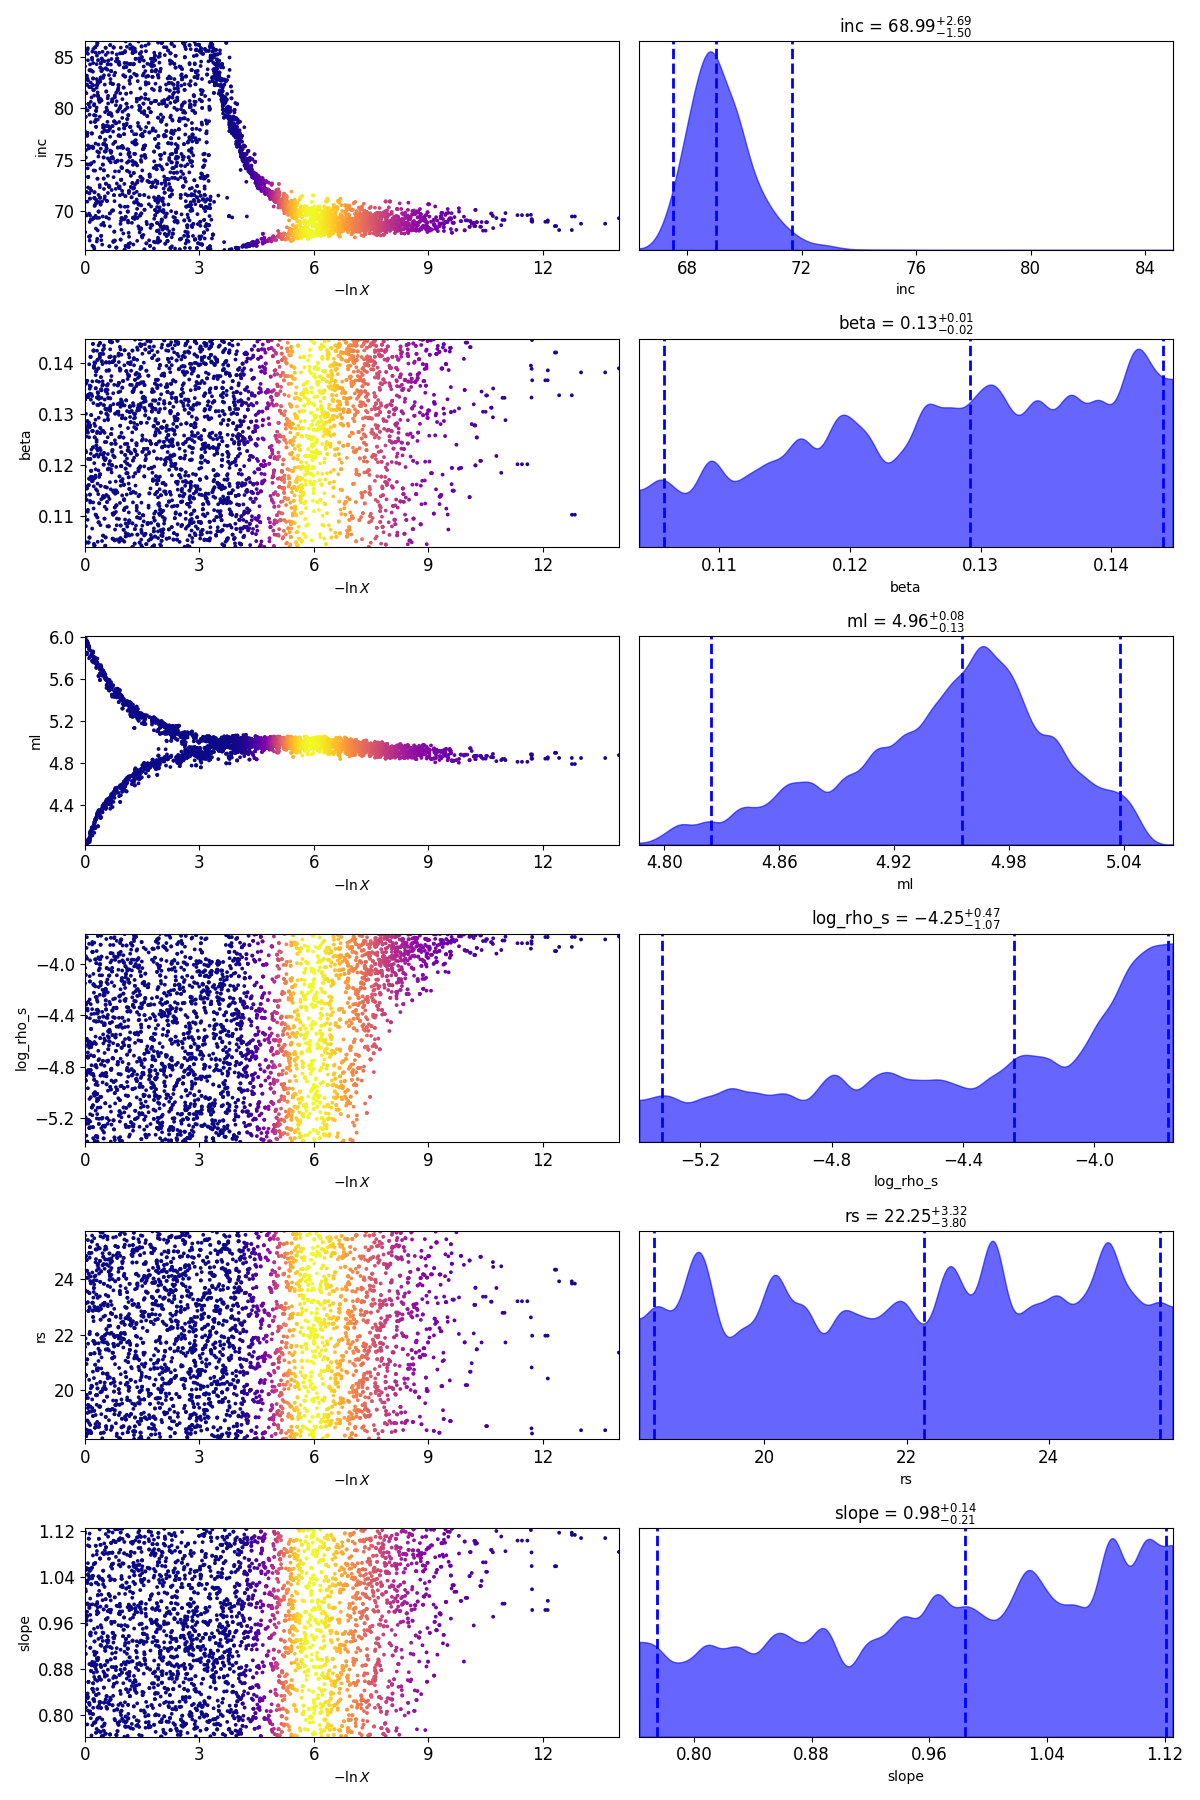 inc = 68.99+2.69−1.50
85
80
75
70
inc
0 3 6 9 12
−ln X
68 72 76 80 84
inc
beta = 0.13+0.01−0.02
0.14
0.13
0.12
0.11
beta
0 3 6 9 12
−ln X
0.11 0.12 0.13 0.14
beta
ml = 4.96+0.08−0.13
6.0
5.6
5.2
4.8
4.4
ml
0 3 6 9 12
−ln X
4.80 4.86 4.92 4.98 5.04
ml
log_rho_s = −4.25+0.47−1.07
−4.0
−4.4
−4.8
−5.2
log_rho_s
0 3 6 9 12
−ln X
−5.2 −4.8 −4.4 −4.0
log_rho_s
rs = 22.25+3.32−3.80
24
22
20
rs
0 3 6 9 12
−ln X
20 22 24
rs
slope = 0.98+0.14−0.21
1.12
1.04
0.96
0.88
0.80
slope
0 3 6 9 12
−ln X
0.80 0.88 0.96 1.04 1.12
slope